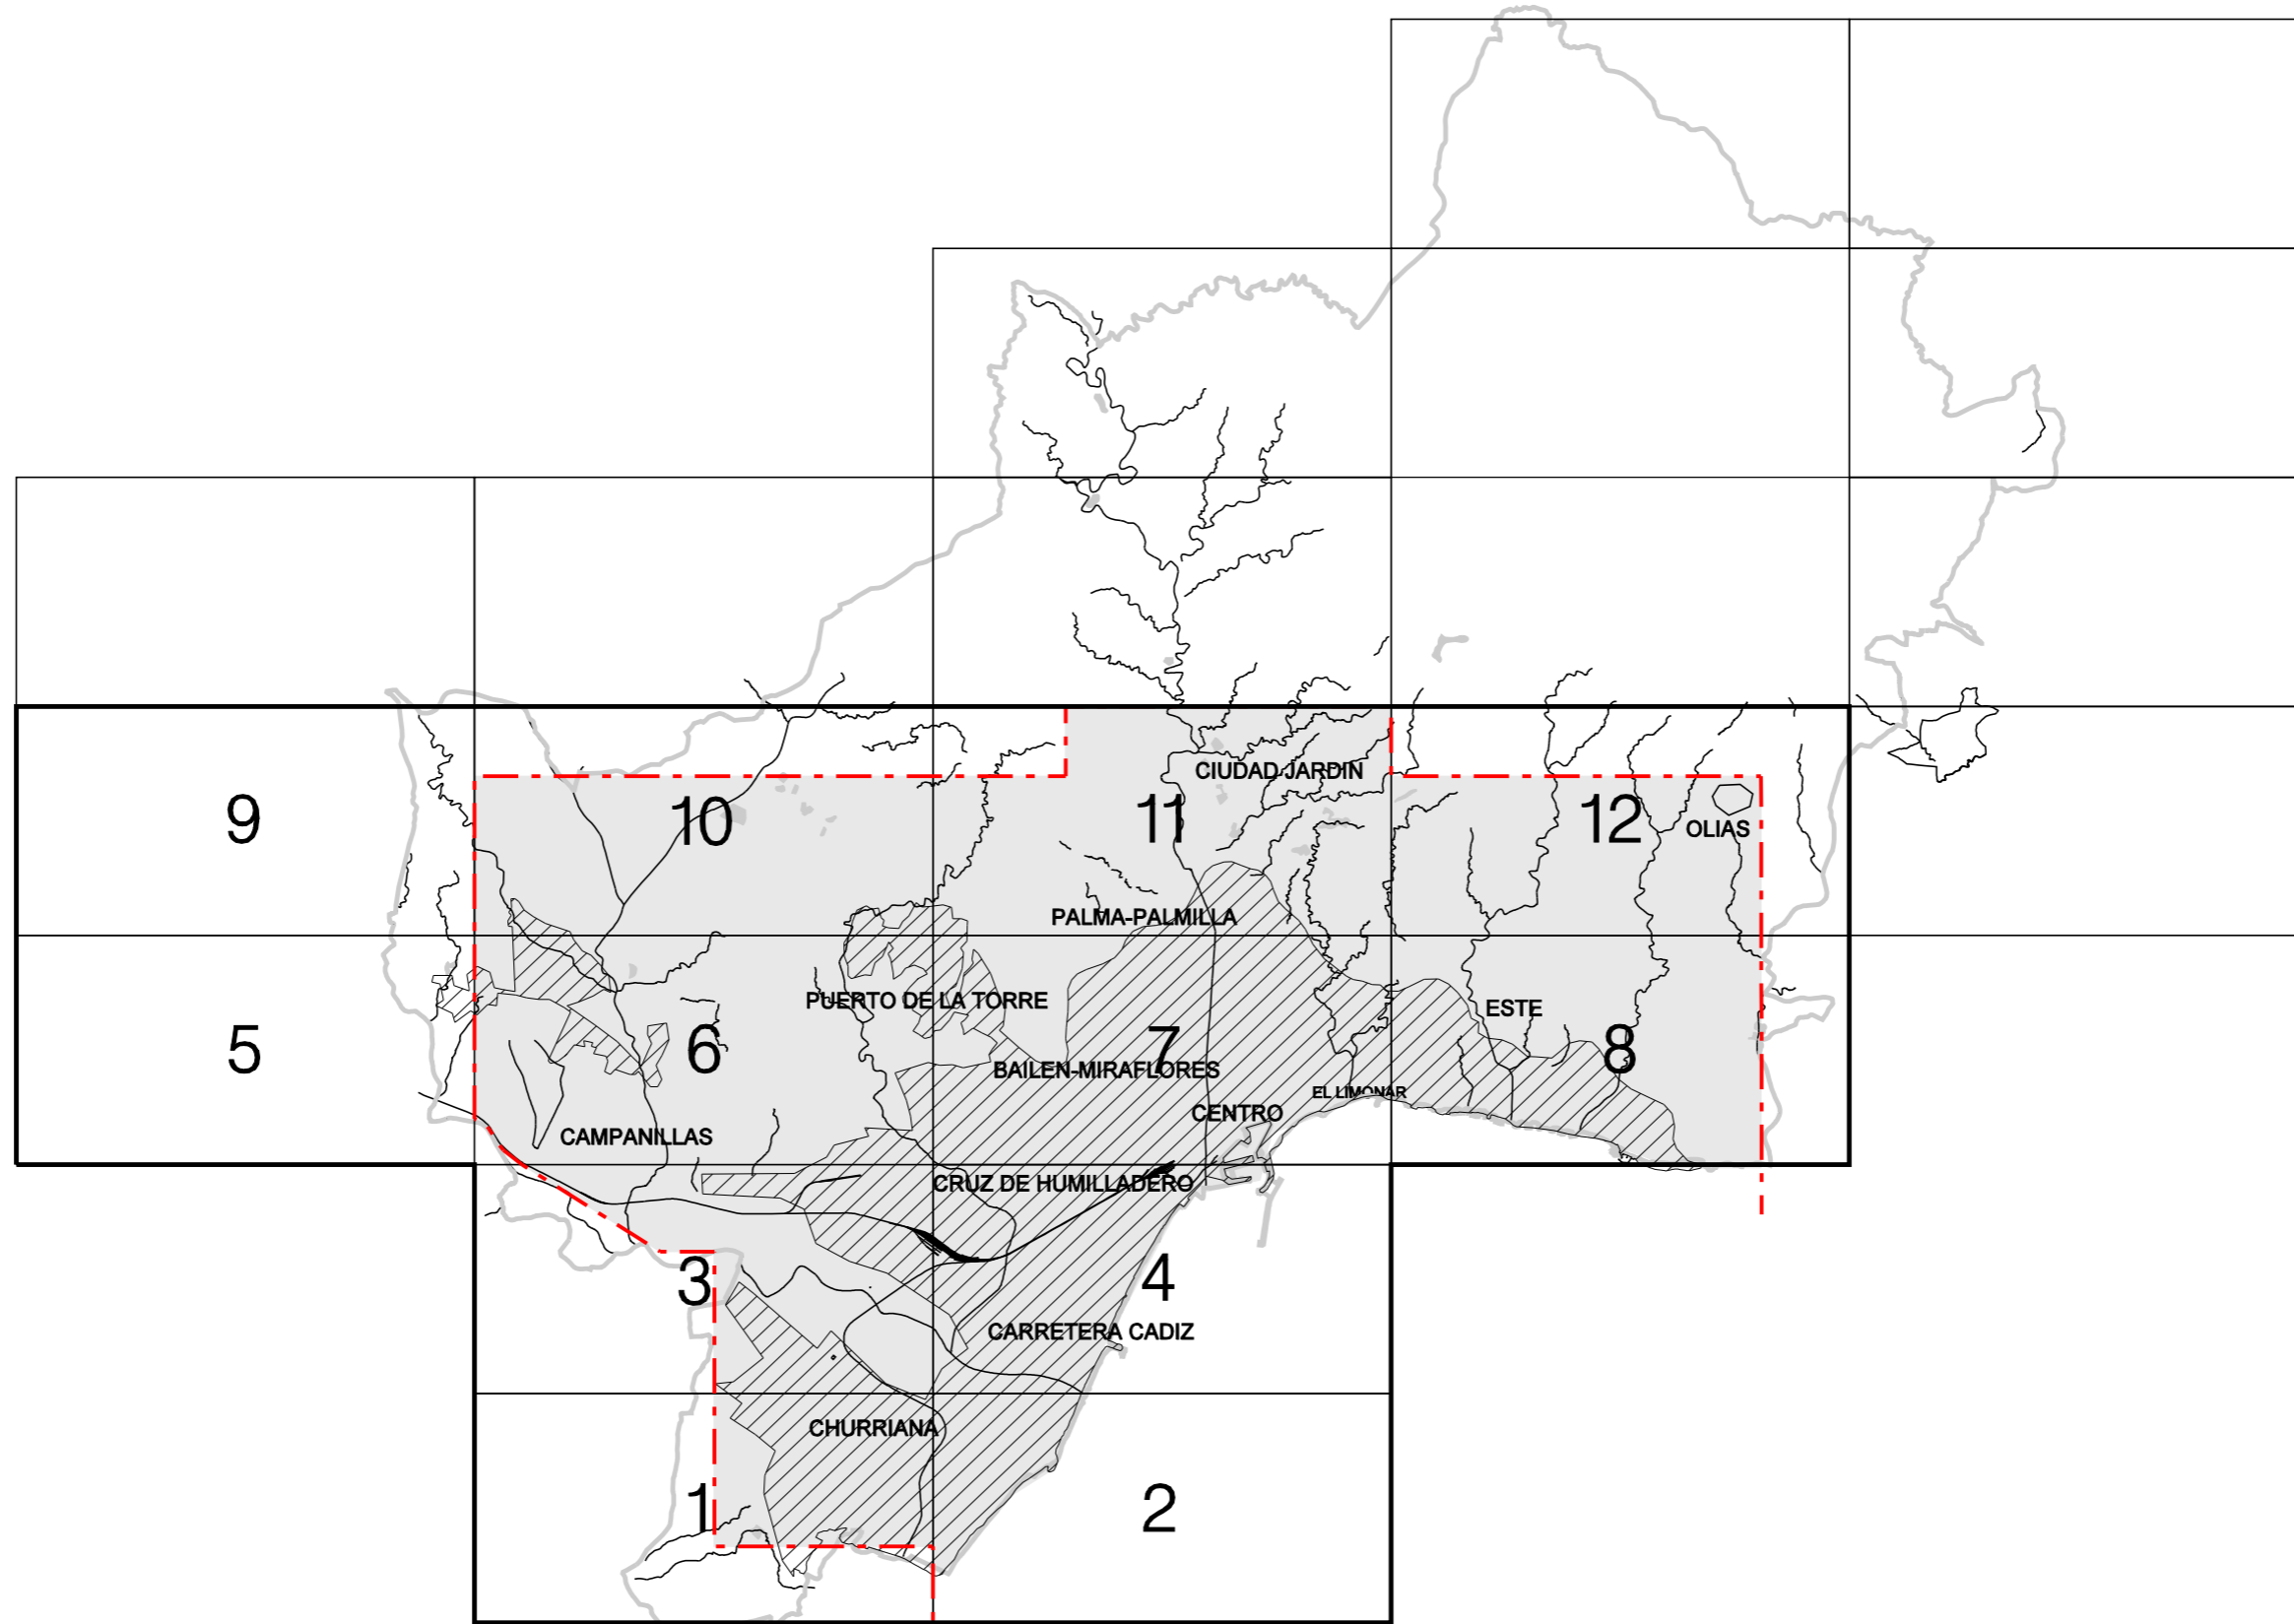 CIUDAD JARDIN
9
10
11
12
OLIAS
PALMA-PALMILLA
PUERTO DE LA TORRE
ESTE
5
6
7
8
BAILEN-MIRAFLORES
EL LIMONAR
CENTRO
CAMPANILLAS
CRUZ DE HUMILLADERO
3
4
CARRETERA CADIZ
CHURRIANA
1
2